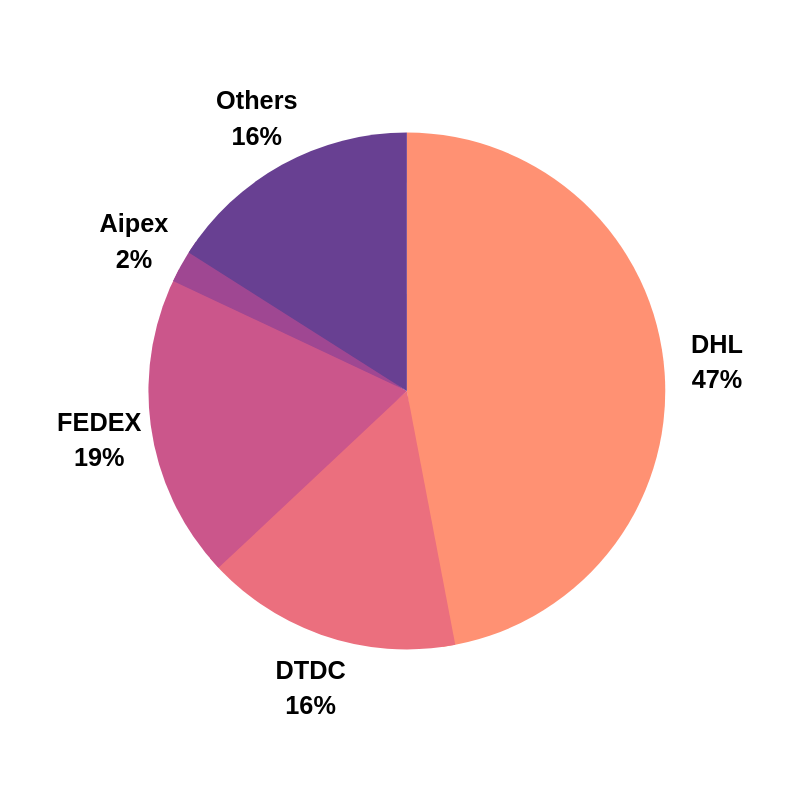 Others
16%
Aipex
2%
DHL
47%
FEDEX
19%
DTDC
16%